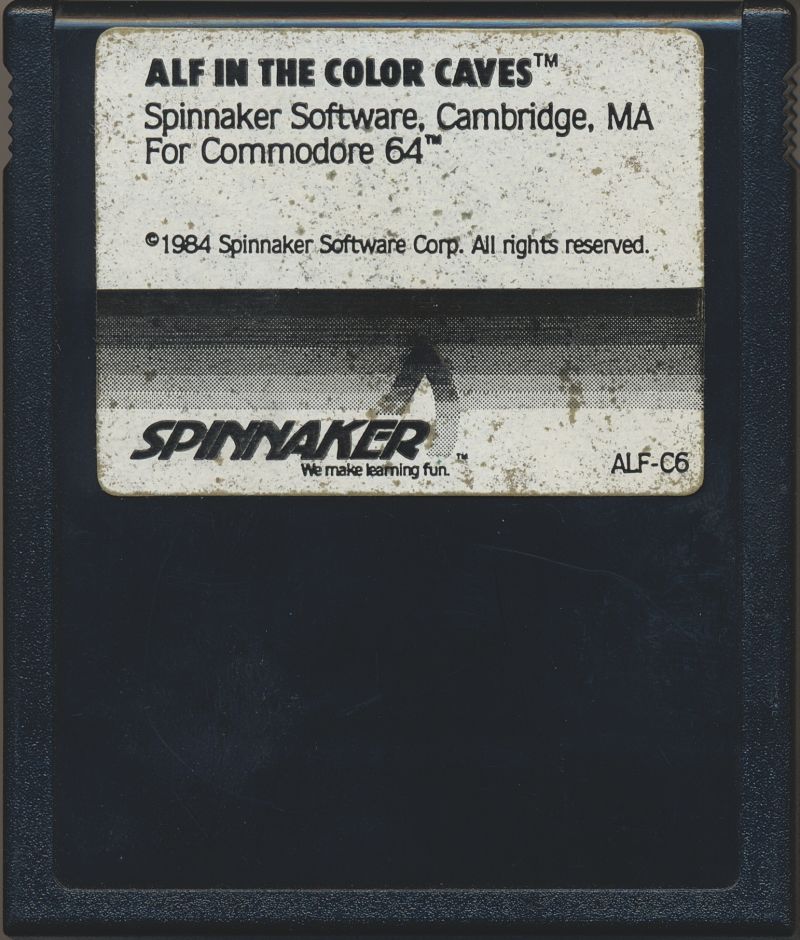 ALF IN THE COLOR CAVES™
Spinnaker Software, Cambridge, MA
For Commodore 64™
©1984 Spinnaker Software Corp. All rights reserved.
SPINNAKER™
We make learning fun.
ALF-C6